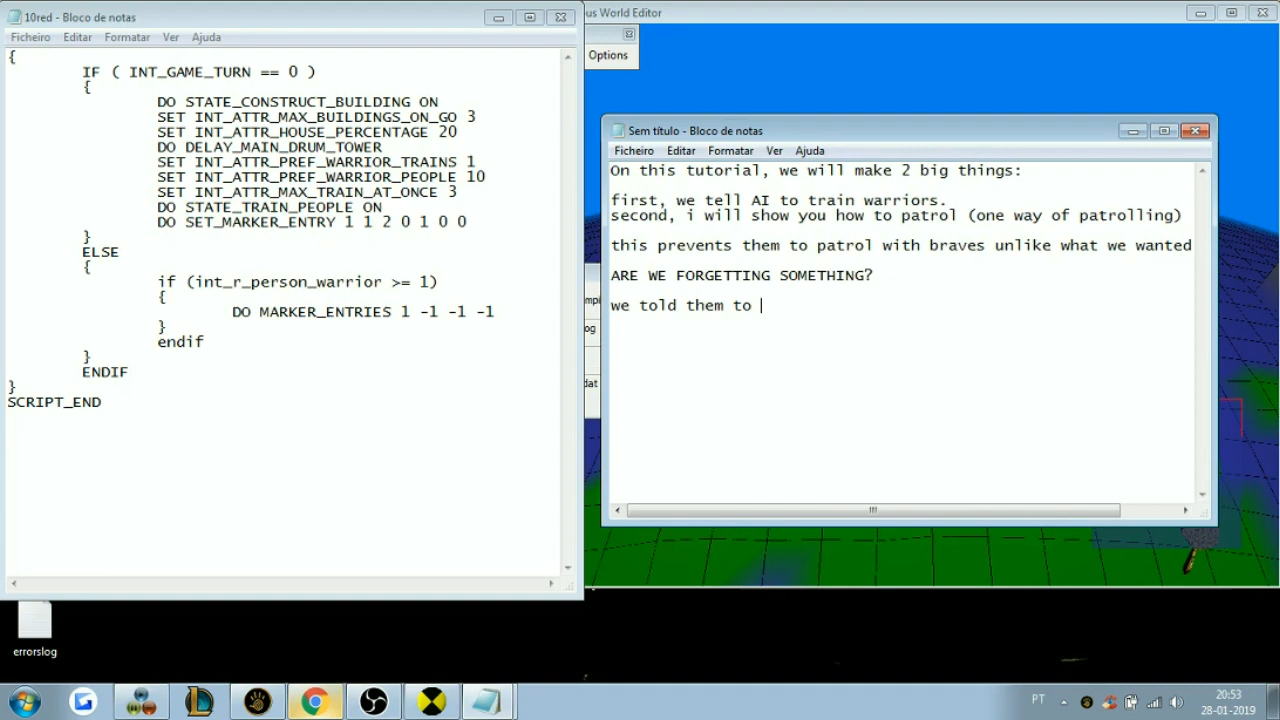 10red - Bloco de notas
Ficheiro Editar Formatar Ver Ajuda
{
IF ( INT_GAME_TURN == 0 )
{
DO STATE_CONSTRUCT_BUILDING ON
SET INT_ATTR_MAX_BUILDINGS_ON_GO 3
SET INT_ATTR_HOUSE_PERCENTAGE 20
DO DELAY_MAIN_DRUM_TOWER
SET INT_ATTR_PREF_WARRIOR_TRAINS 1
SET INT_ATTR_PREF_WARRIOR_PEOPLE 10
SET INT_ATTR_MAX_TRAIN_AT_ONCE 3
DO STATE_TRAIN_PEOPLE ON
DO SET_MARKER_ENTRY 1 1 2 0 1 0 0
}
ELSE
{
if (int_r_person_warrior >= 1)
{
DO MARKER_ENTRIES 1 -1 -1 -1
}
endif
}
ENDIF
}
SCRIPT_END
us World Editor
Options
Sem título - Bloco de notas
Ficheiro Editar Formatar Ver Ajuda
On this tutorial, we will make 2 big things:
first, we tell AI to train warriors.
second, i will show you how to patrol (one way of patrolling)
this prevents them to patrol with braves unlike what we wanted
ARE WE FORGETTING SOMETHING?
we told them to
mpi
og
dat
errorslog
PT
20:53
28-01-2019